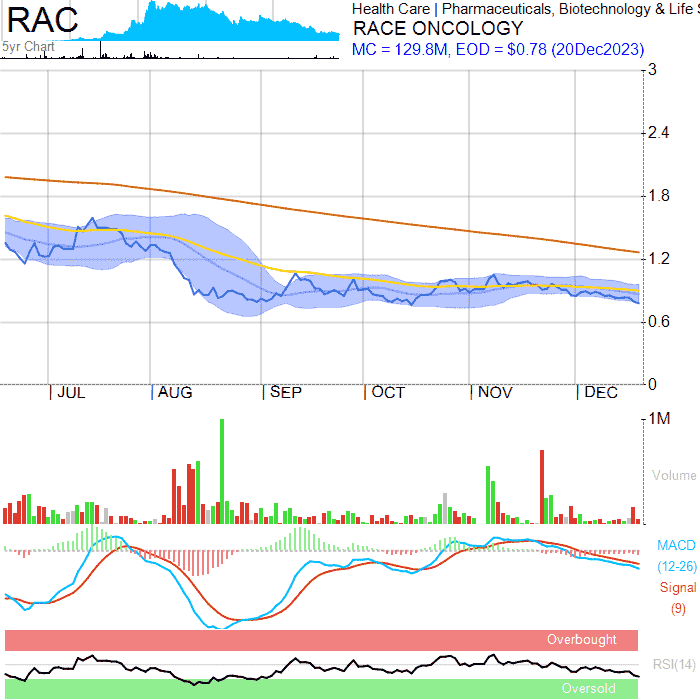 RAC
5yr Chart
Health Care | Pharmaceuticals, Biotechnology & Life S
RACE ONCOLOGY
MC = 129.8M, EOD = $0.78 (20Dec2023)
3
2.4
1.8
1.2
0.6
0
JUL AUG SEP OCT NOV DEC
1M
Volume
MACD
(12-26)
Signal
(9)
Overbought
RSI(14)
Oversold